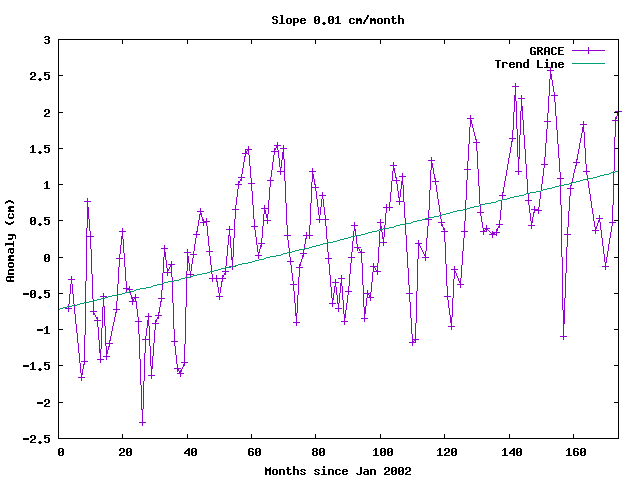 Slope 0.01 cm/month
GRACE
Trend Line
3
2.5
2
1.5
1
0.5
0
-0.5
-1
-1.5
-2
-2.5
Anomaly (cm)
0 20 40 60 80 100 120 140 160
Months since Jan 2002